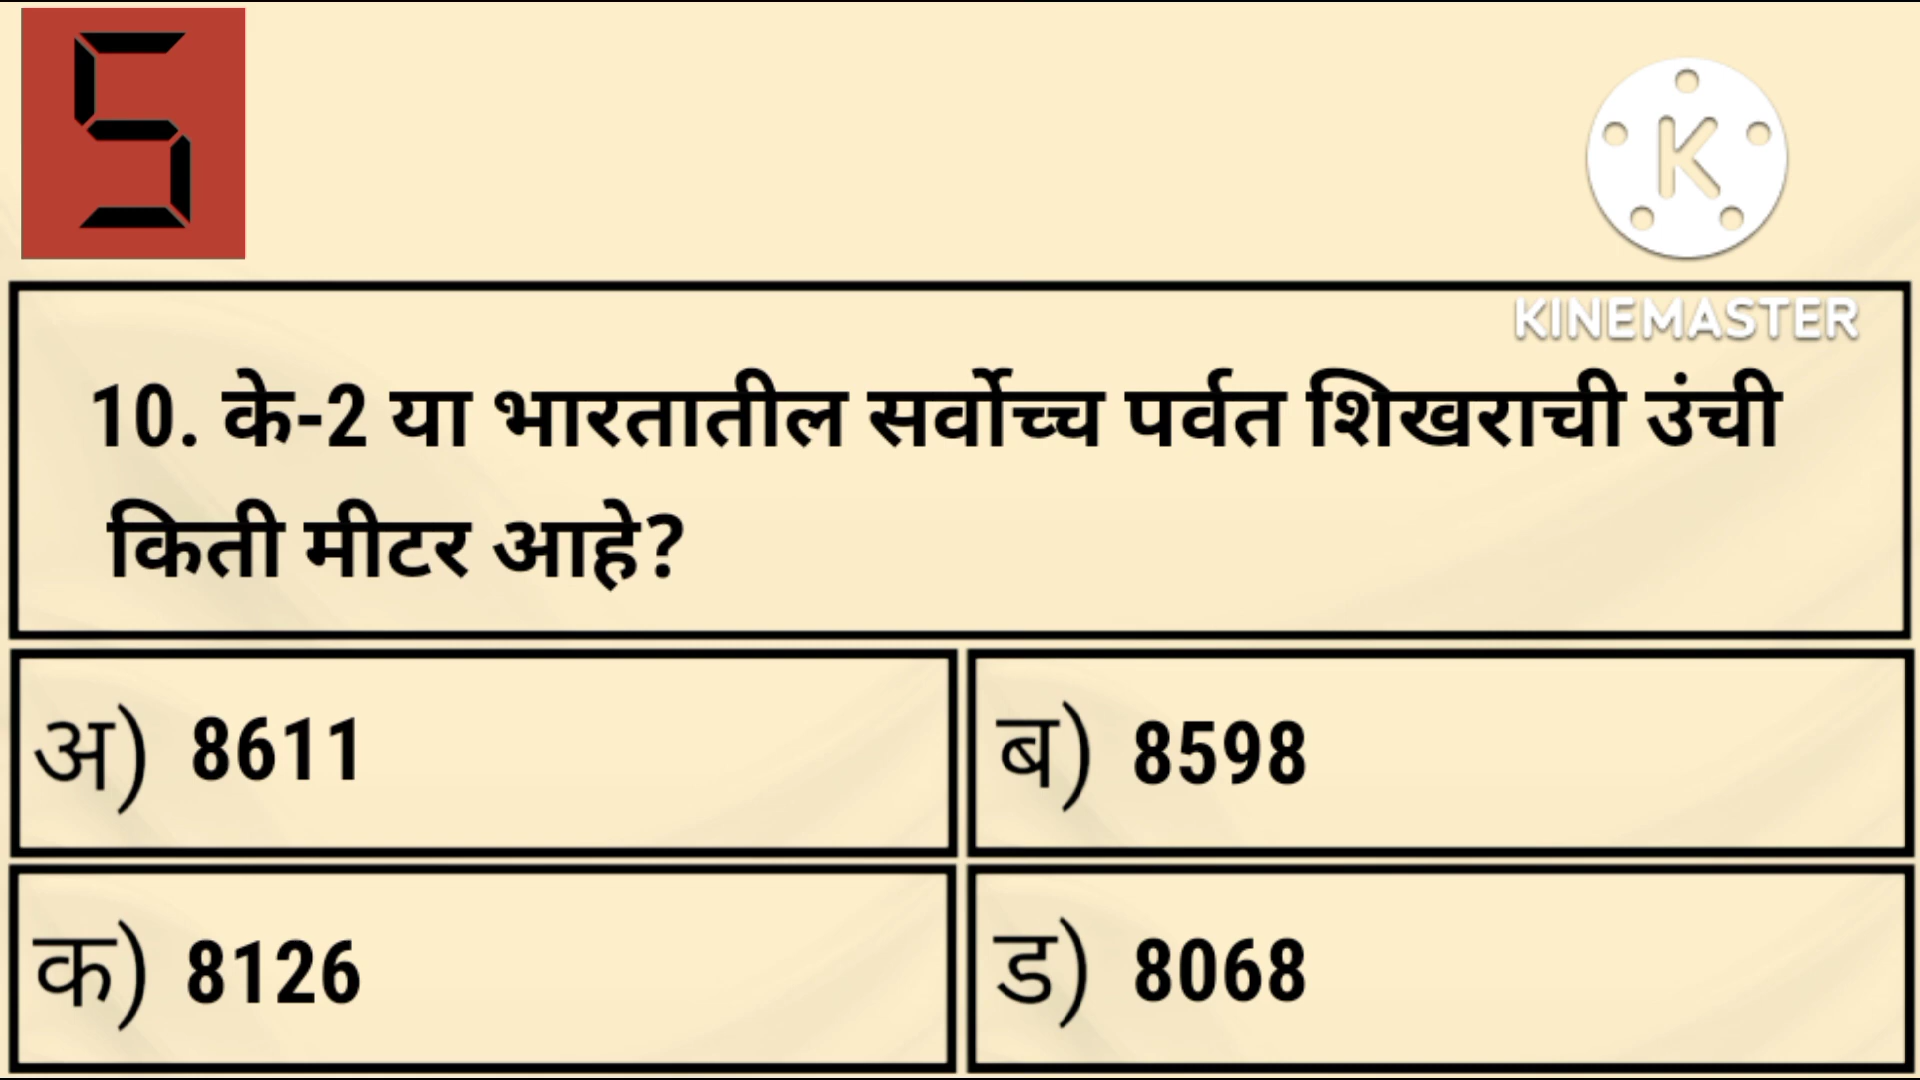 5
K
KINEMASTER
10. के-2 या भारतातील सर्वोच्च पर्वत शिखराची उंची
किती मीटर आहे?
अ) 8611
ब) 8598
क) 8126
ड) 8068